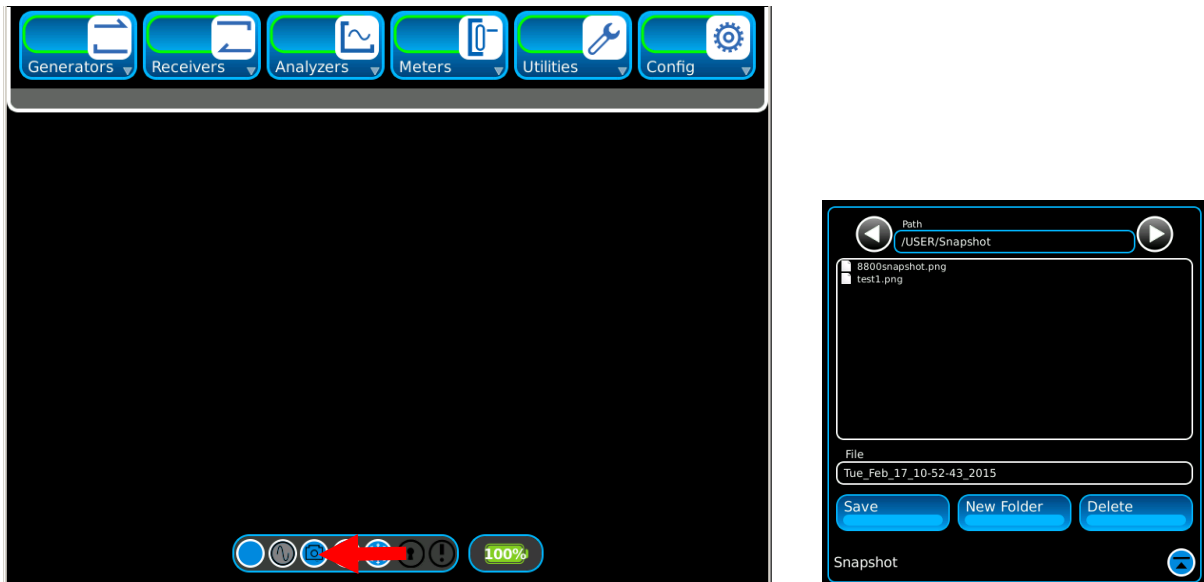 Generators
Receivers
Analyzers
Meters
Utilities
Config
100%
Path
/USER/Snapshot
8800snapshot.png
test1.png
File
Tue_Feb_17_10-52-43_2015
Save
New Folder
Delete
Snapshot